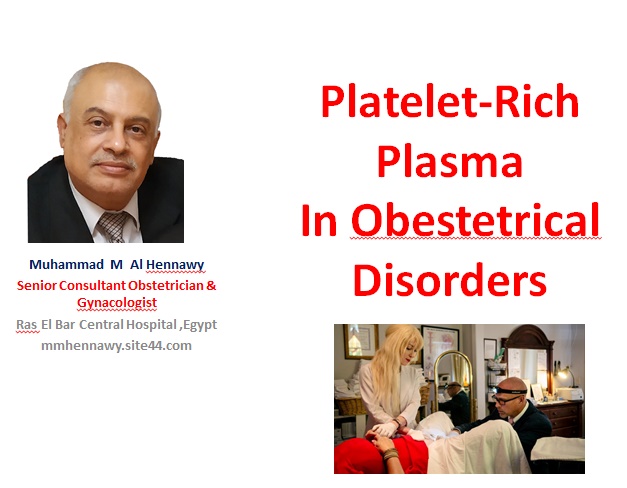 Platelet-Rich
Plasma
In Obestetrical
Disorders
Muhammad M Al Hennawy
Senior Consultant Obstetrician &
Gynacologist
Ras El Bar Central Hospital ,Egypt
mmhennawy.site44.com